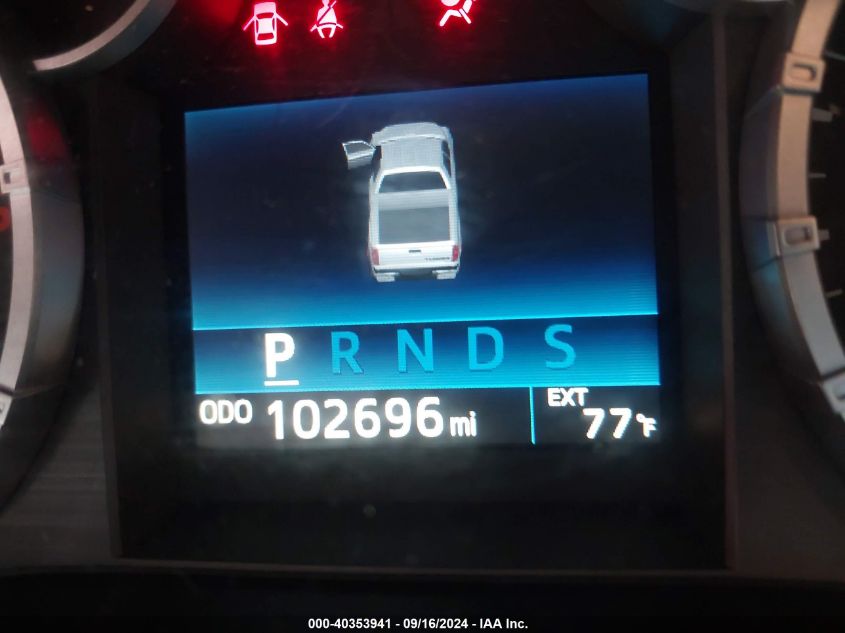 P R N D S
ODO 102696 mi
EXT
77°F
000-40353941 - 09/16/2024 - IAA Inc.